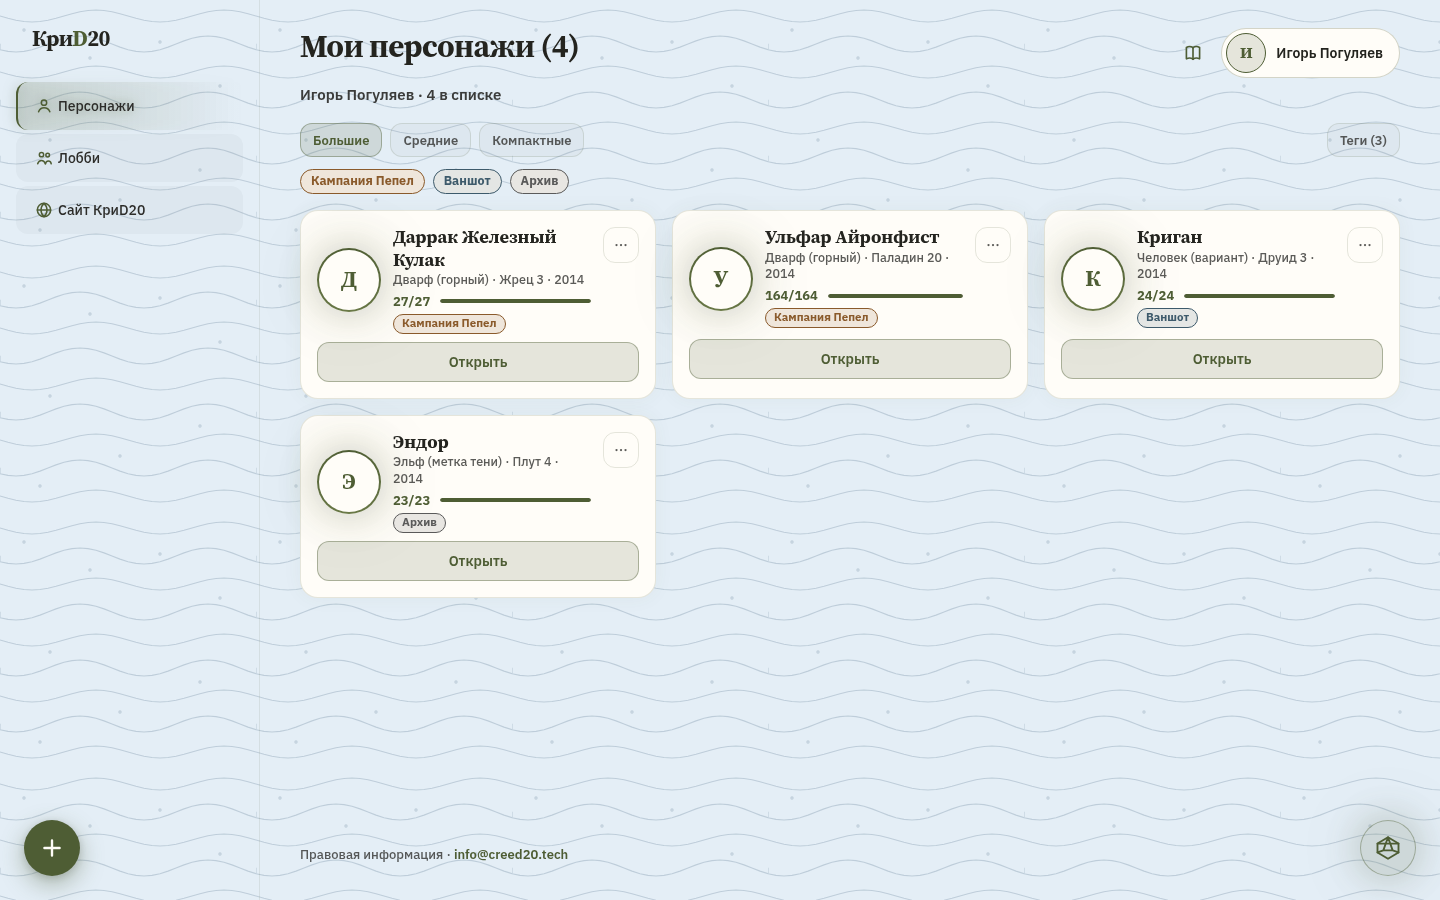 КриD20
Персонажи
Лобби
Сайт КриD20
Мои персонажи (4)
И
Игорь Погуляев
Игорь Погуляев · 4 в списке
Большие
Средние
Компактные
Теги (3)
Кампания Пепел
Ваншот
Архив
Д
Даррак Железный
Кулак
Дварф (горный) · Жрец 3 · 2014
27/27
Кампания Пепел
...
Открыть
У
Ульфар Айронфист
Дварф (горный) · Паладин 20 ·
2014
164/164
Кампания Пепел
...
Открыть
К
Криган
Человек (вариант) · Друид 3 ·
2014
24/24
Ваншот
...
Открыть
Э
Эндор
Эльф (метка тени) · Плут 4 ·
2014
23/23
Архив
...
Открыть
Правовая информация · info@creed20.tech